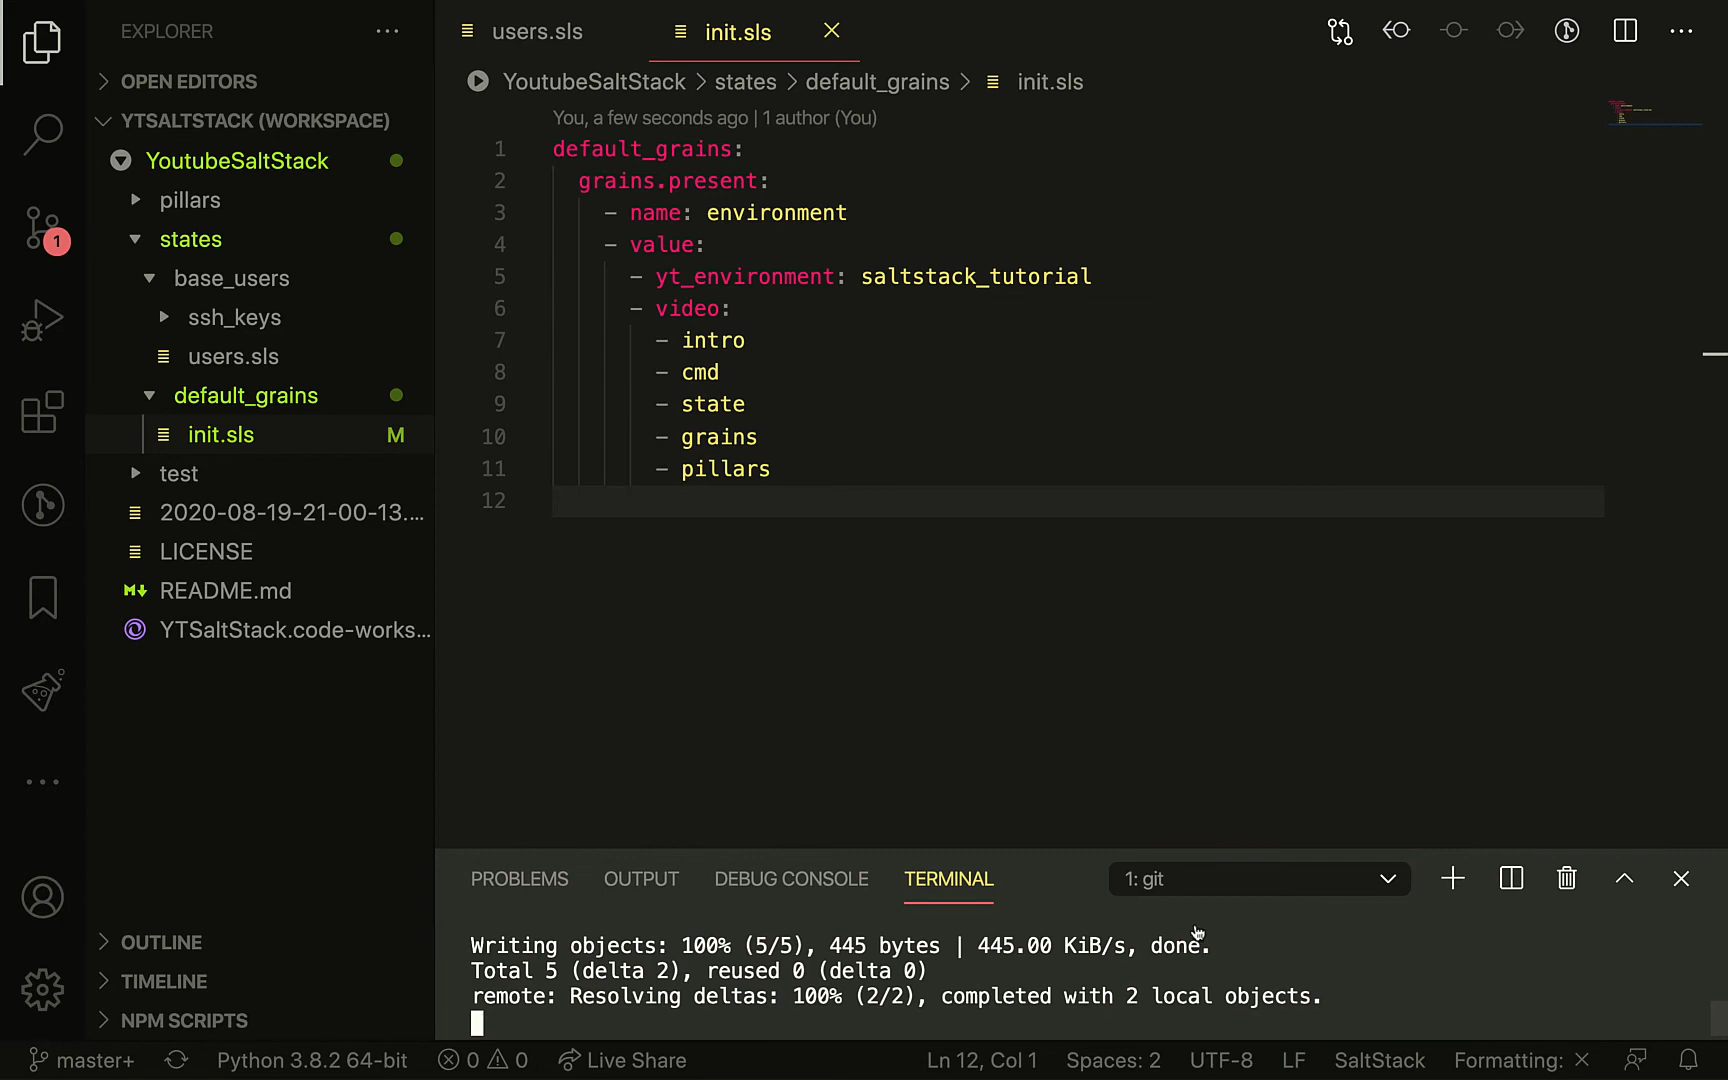 EXPLORER
OPEN EDITORS
YTSALTSTACK (WORKSPACE)
YoutubeSaltStack
pillars
states
base_users
ssh_keys
users.sls
default_grains
init.sls M
test
2020-08-19-21-00-13....
LICENSE
README.md
YTSaltStack.code-works...
OUTLINE
TIMELINE
NPM SCRIPTS
1
users.sls
init.sls
YoutubeSaltStack > states > default_grains > init.sls
You, a few seconds ago | 1 author (You)
1 default_grains:
2 grains.present:
3 - name: environment
4 - value:
5 - yt_environment: saltstack_tutorial
6 - video:
7 - intro
8 - cmd
9 - state
10 - grains
11 - pillars
12
PROBLEMS OUTPUT DEBUG CONSOLE TERMINAL 1: git
Writing objects: 100% (5/5), 445 bytes | 445.00 KiB/s, done.
Total 5 (delta 2), reused 0 (delta 0)
remote: Resolving deltas: 100% (2/2), completed with 2 local objects.
master+ Python 3.8.2 64-bit 0 0 Live Share Ln 12, Col 1 Spaces: 2 UTF-8 LF SaltStack Formatting: ×